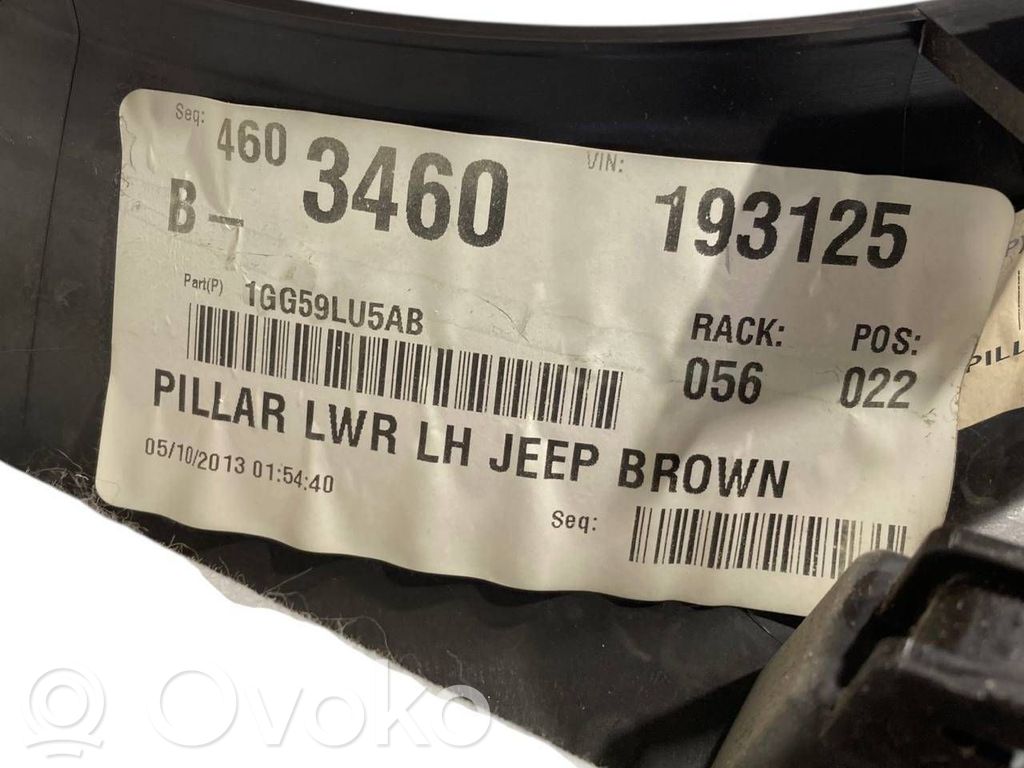 Seq: 460 3460 VIN: 193125
B-
Part(P) 1GG59LU5AB
RACK: POS:
056 022
PILLAR LWR LH JEEP BROWN
05/10/2013 01:54:40
Seq:
PILL
Ovoko